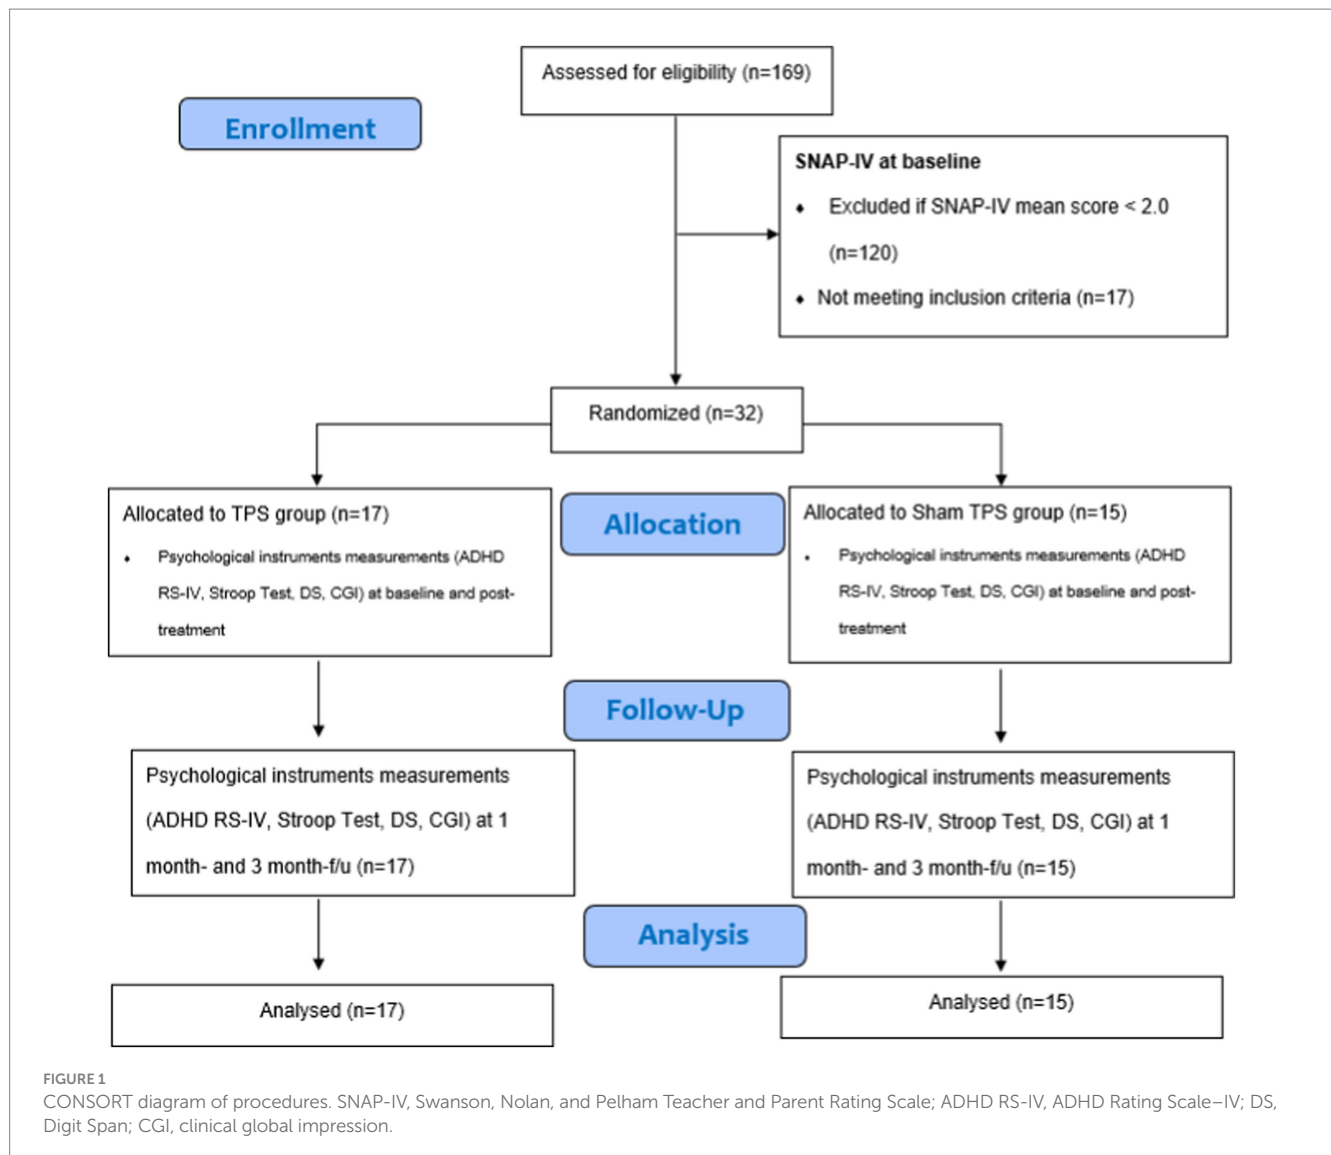 Assessed for eligibility (n=169)
Enrollment
SNAP-IV at baseline
♦ Excluded if SNAP-IV mean score < 2.0
(n=120)
♦ Not meeting inclusion criteria (n=17)
Randomized (n=32)
Allocated to TPS group (n=17)
♦ Psychological instruments measurements (ADHD
RS-IV, Stroop Test, DS, CGI) at baseline and post-
treatment
Allocation
Allocated to Sham TPS group (n=15)
• Psychological instruments measurements (ADHD
RS-IV, Stroop Test, DS, CGI) at baseline and post-
treatment
Follow-Up
Psychological instruments measurements
(ADHD RS-IV, Stroop Test, DS, CGI) at 1
month- and 3 month-f/u (n=17)
Psychological instruments measurements
(ADHD RS-IV, Stroop Test, DS, CGI) at 1
month- and 3 month-f/u (n=15)
Analysis
Analysed (n=17)
Analysed (n=15)
FIGURE 1
CONSORT diagram of procedures. SNAP-IV, Swanson, Nolan, and Pelham Teacher and Parent Rating Scale; ADHD RS-IV, ADHD Rating Scale–IV; DS,
Digit Span; CGI, clinical global impression.